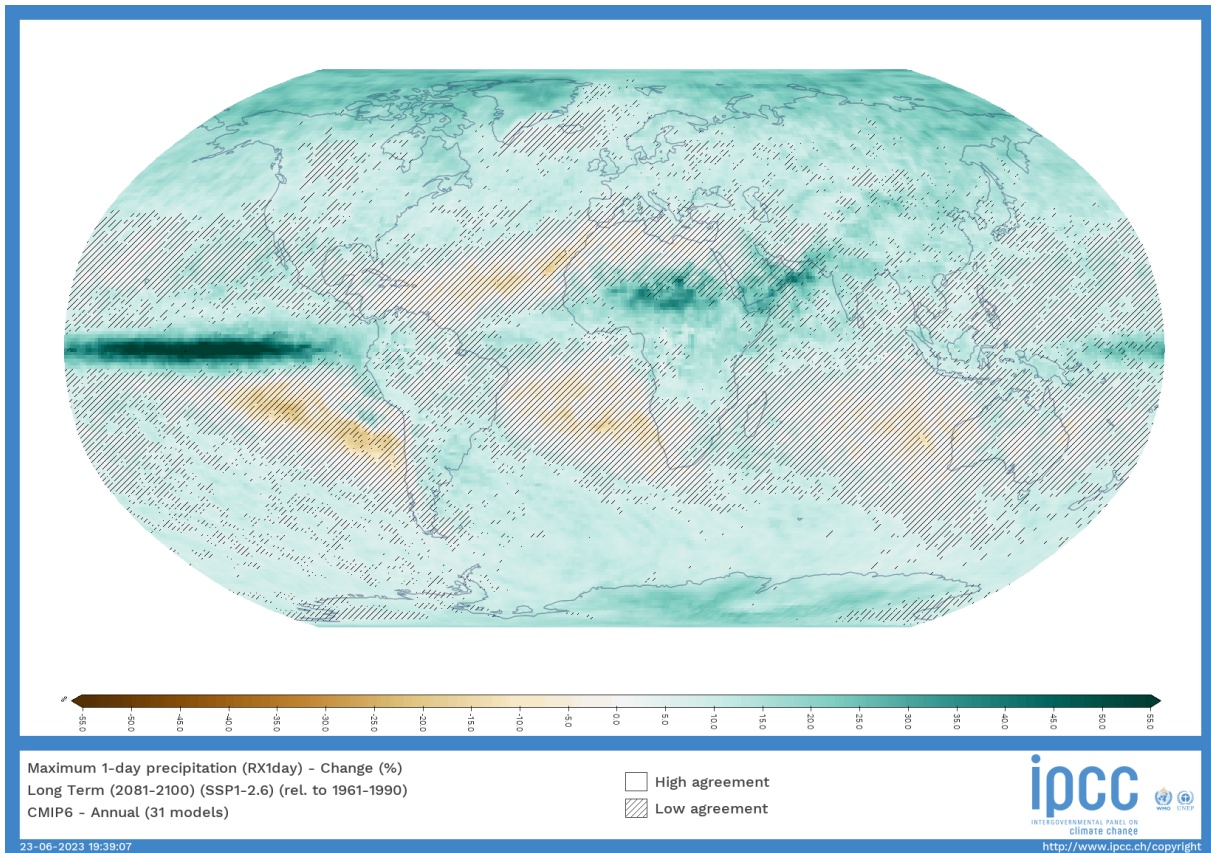 %
-55.0 -50.0 -45.0 -40.0 -35.0 -30.0 -25.0 -20.0 -15.0 -10.0 -5.0 0.0 5.0 10.0 15.0 20.0 25.0 30.0 35.0 40.0 45.0 50.0 55.0
Maximum 1-day precipitation (RX1day) - Change (%)
Long Term (2081-2100) (SSP1-2.6) (rel. to 1961-1990)
CMIP6 - Annual (31 models)
High agreement
Low agreement
ipcc
INTERGOVERNMENTAL PANEL ON
climate change
WMO UNEP
23-06-2023 19:39:07
http://www.ipcc.ch/copyright